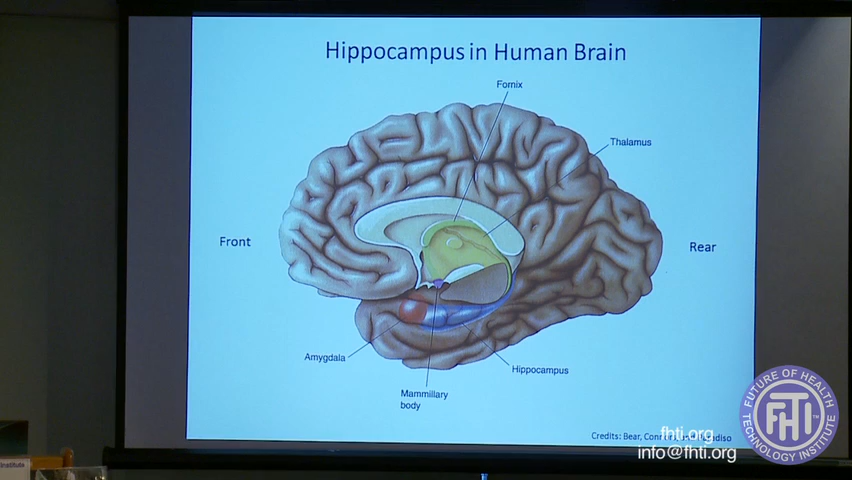 Hippocampus in Human Brain
Fornix
Thalamus
Front
Rear
Amygdala
Hippocampus
Mammillary
body
Credits: Bear,
fhti.org
info@fhti.org
FUTURE OF HEALTH
FHTI
TM
TECHNOLOGY INSTITUTE